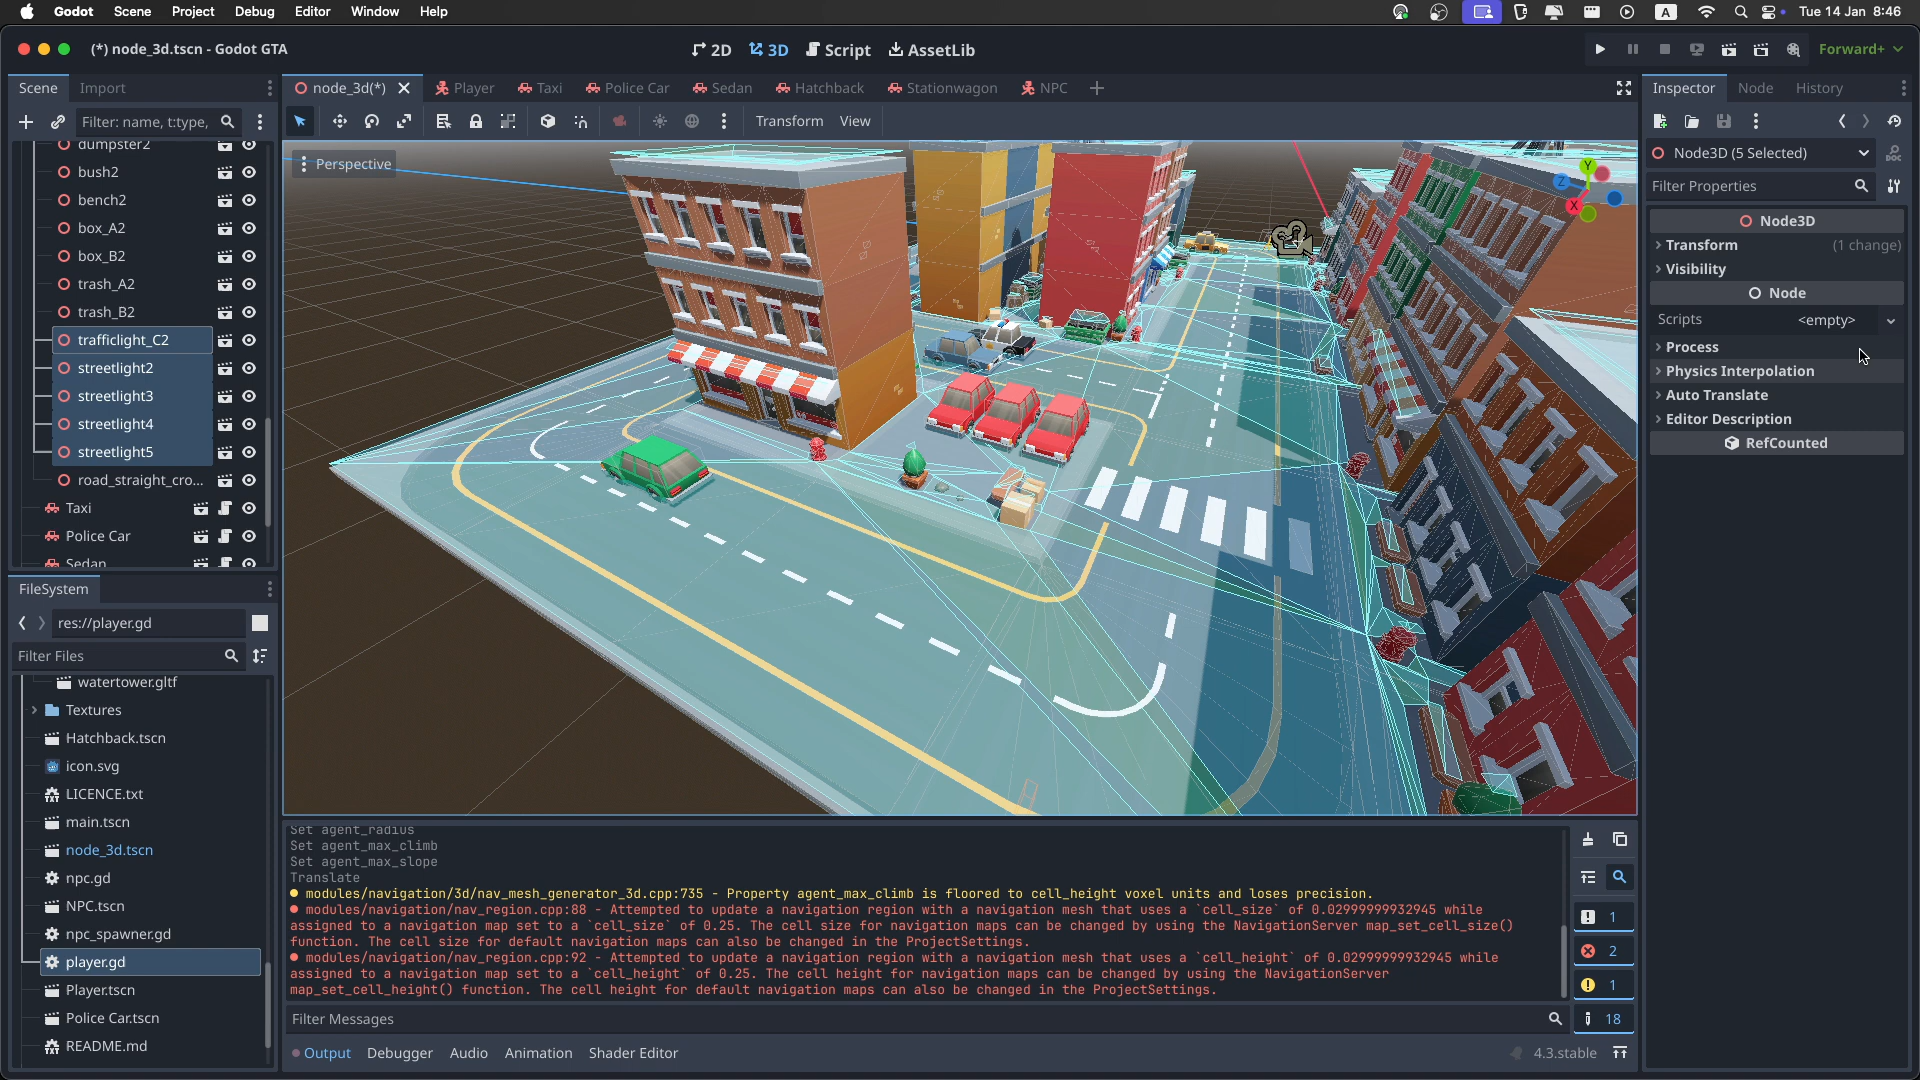 Godot Scene Project Debug Editor Window Help
A Tue 14 Jan 8:46
(*) node_3d.tscn - Godot GTA
2D 3D Script AssetLib
Forward+
Scene Import
node_3d(*) Player Taxi Police Car Sedan Hatchback Stationwagon NPC
Inspector Node History
Filter: name, t:type,
Transform View
dumpster2
bush2
bench2
box_A2
box_B2
trash_A2
trash_B2
trafficlight_C2
streetlight2
streetlight3
streetlight4
streetlight5
road_straight_cro...
Taxi
Police Car
Sedan
Perspective
Y
Z
X
Node3D (5 Selected)
DOC
Filter Properties
Node3D
Transform (1 change)
Visibility
Node
Scripts <empty>
Process
Physics Interpolation
Auto Translate
Editor Description
RefCounted
FileSystem
res://player.gd
Filter Files
watertower.gltf
Textures
Hatchback.tscn
icon.svg
LICENCE.txt
main.tscn
node_3d.tscn
npc.gd
NPC.tscn
npc_spawner.gd
player.gd
Player.tscn
Police Car.tscn
README.md
Set agent_radius
Set agent_max_climb
Set agent_max_slope
Translate
modules/navigation/3d/nav_mesh_generator_3d.cpp:735 - Property agent_max_climb is floored to cell_height voxel units and loses precision.
modules/navigation/nav_region.cpp:88 - Attempted to update a navigation region with a navigation mesh that uses a `cell_size` of 0.02999999932945 while
assigned to a navigation map set to a `cell_size` of 0.25. The cell size for navigation maps can be changed by using the NavigationServer map_set_cell_size()
function. The cell size for default navigation maps can also be changed in the ProjectSettings.
modules/navigation/nav_region.cpp:92 - Attempted to update a navigation region with a navigation mesh that uses a `cell_height` of 0.02999999932945 while
assigned to a navigation map set to a `cell_height` of 0.25. The cell height for navigation maps can be changed by using the NavigationServer
map_set_cell_height() function. The cell height for default navigation maps can also be changed in the ProjectSettings.
1
2
1
18
Filter Messages
Output Debugger Audio Animation Shader Editor
4.3.stable